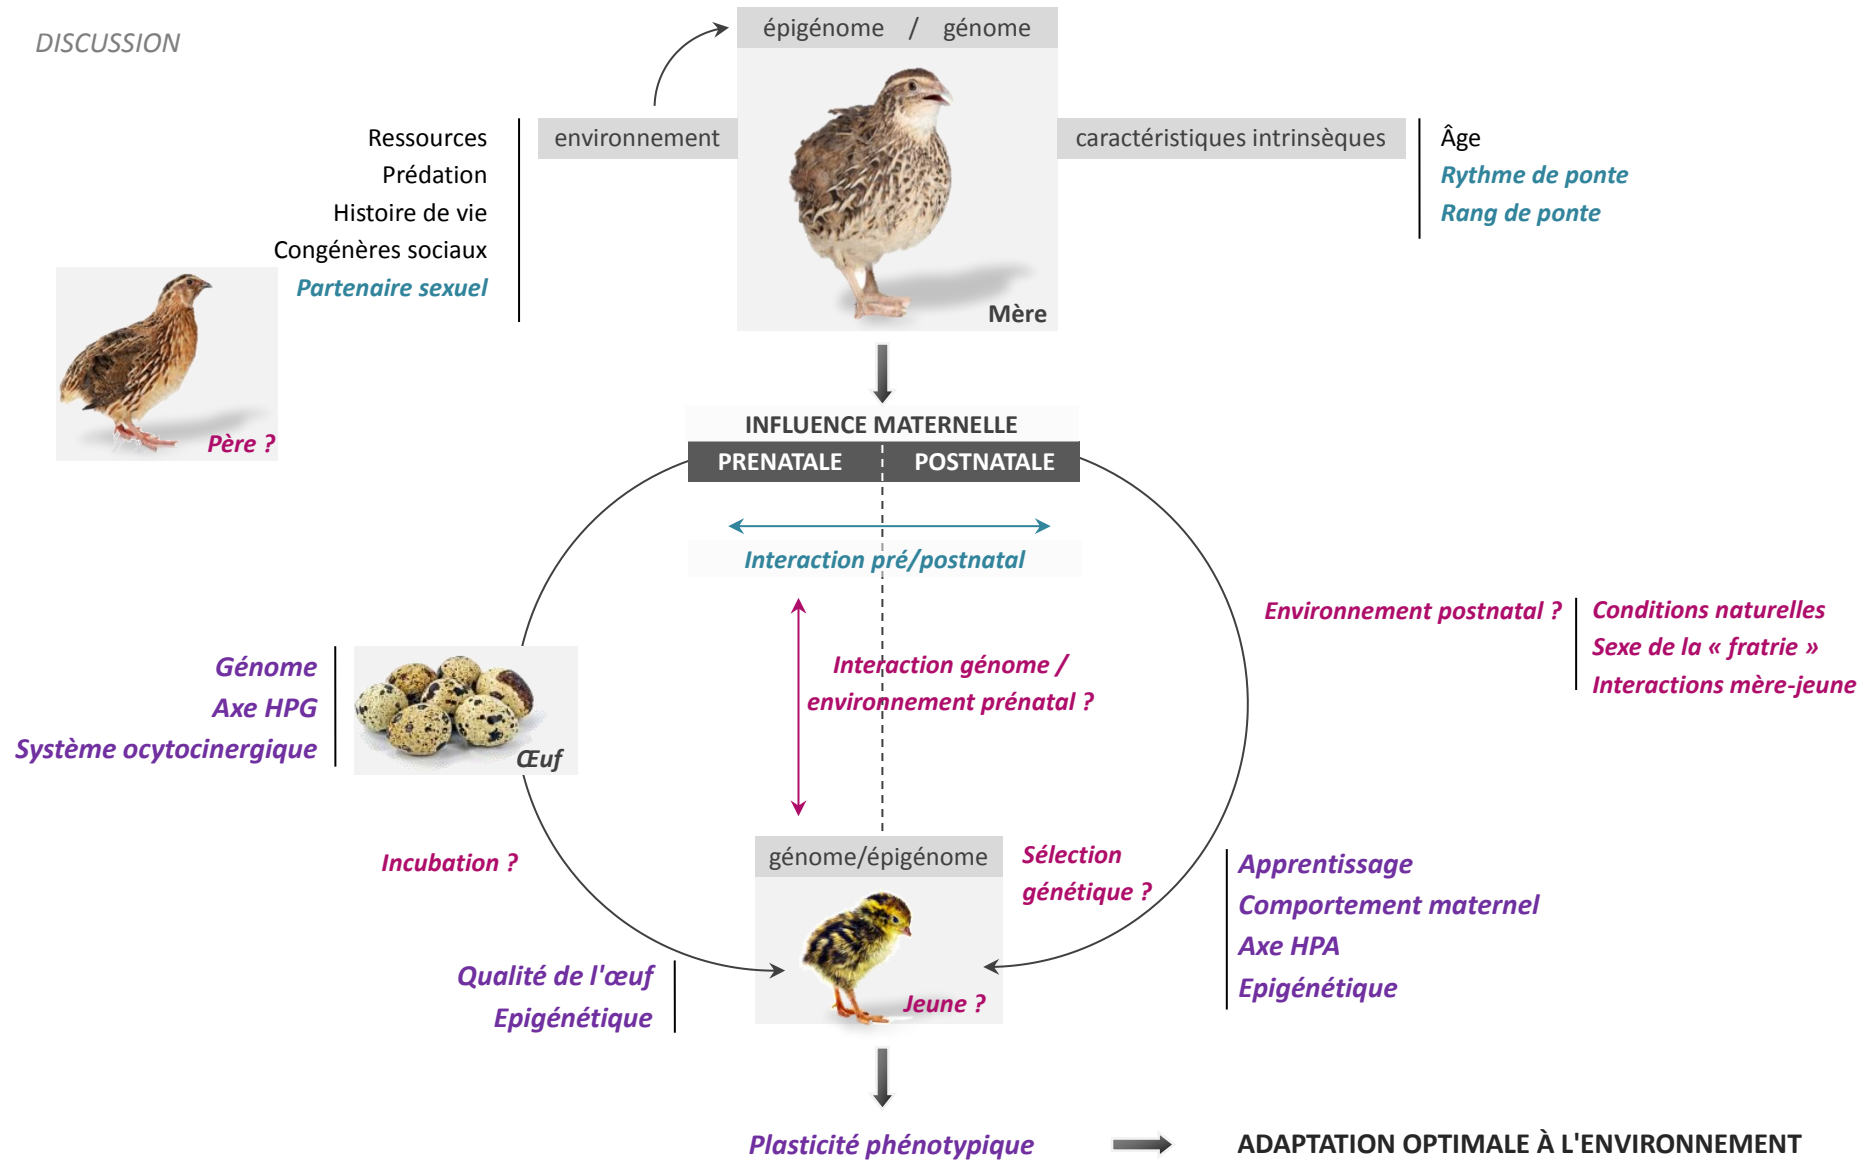 DISCUSSION
épigénome / génome
Ressources
Prédation
Histoire de vie
Congénères sociaux
Partenaire sexuel
environnement
caractéristiques intrinsèques
Âge
Rythme de ponte
Rang de ponte
Mère
Père ?
INFLUENCE MATERNELLE
PRENATALE
POSTNATALE
Interaction pré/postnatal
Interaction génome /
environnement prénatal ?
Environnement postnatal ?
Conditions naturelles
Sexe de la « fratrie »
Interactions mère-jeune
Génome
Axe HPG
Système ocytocinergique
Œuf
Incubation ?
génome/épigénome
Sélection
génétique ?
Jeune ?
Apprentissage
Comportement maternel
Axe HPA
Epigénétique
Qualité de l'œuf
Epigénétique
Plasticité phénotypique
ADAPTATION OPTIMALE À L'ENVIRONNEMENT